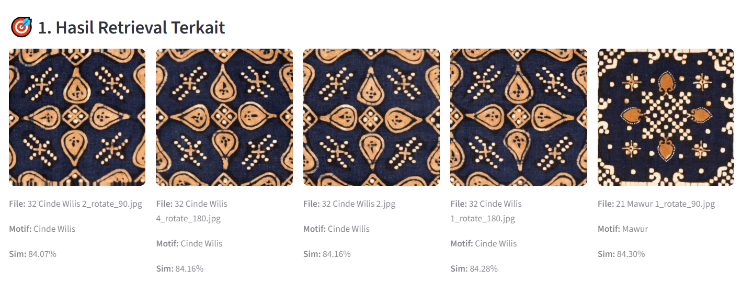 🎯 1. Hasil Retrieval Terkait
File: 32 Cinde Wilis 2_rotate_90.jpg
Motif: Cinde Wilis
Sim: 84.07%
File: 32 Cinde Wilis
4_rotate_180.jpg
Motif: Cinde Wilis
Sim: 84.16%
File: 32 Cinde Wilis 2.jpg
Motif: Cinde Wilis
Sim: 84.16%
File: 32 Cinde Wilis
1_rotate_180.jpg
Motif: Cinde Wilis
Sim: 84.28%
File: 21 Mawur 1_rotate_90.jpg
Motif: Mawur
Sim: 84.30%